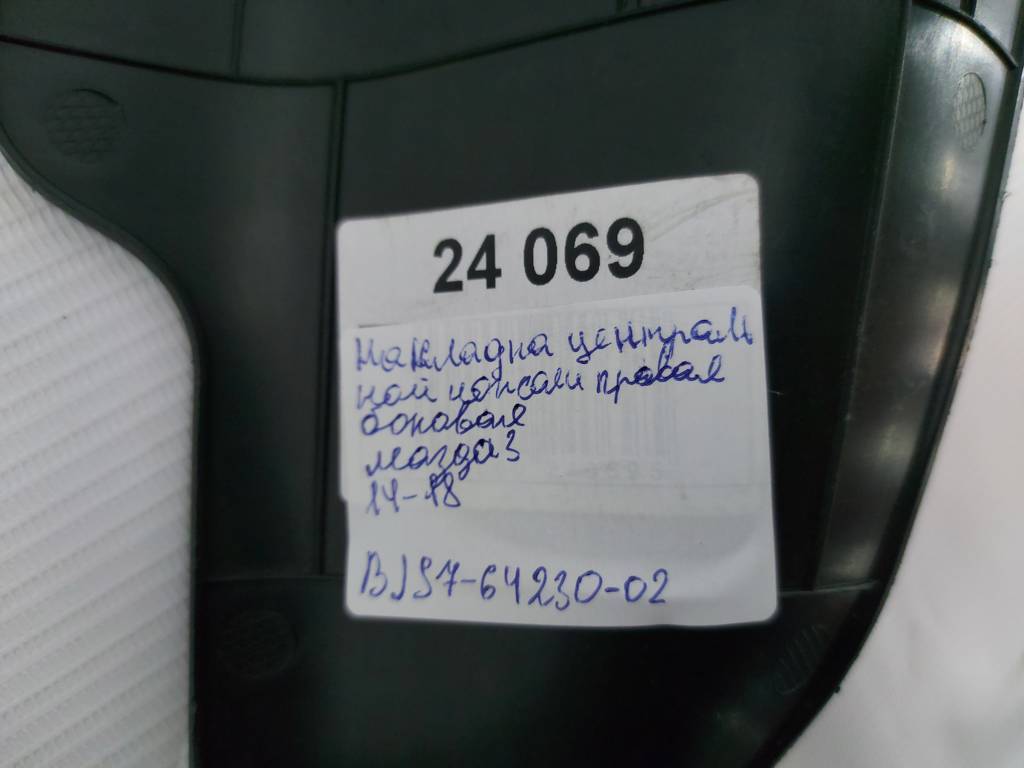 24 069
Накладка централь
ной консоли правая
боковая
мазда 3
14-18
BJS7-64230-02